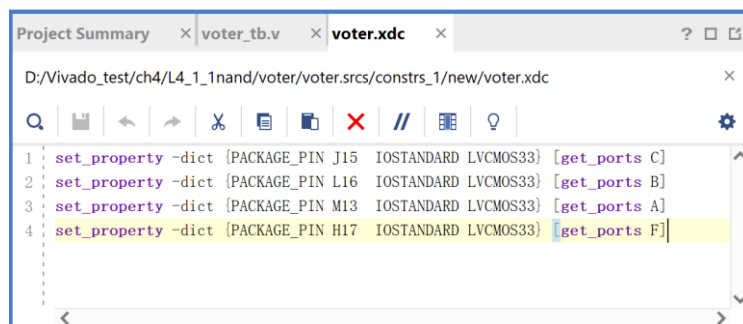 Project Summary × voter_tb.v × voter.xdc × ?
D:/Vivado_test/ch4/L4_1_1nand/voter/voter.srcs/constrs_1/new/voter.xdc ×
1 set_property -dict {PACKAGE_PIN J15 IOSTANDARD LVCMOS33} [get_ports C]
2 set_property -dict {PACKAGE_PIN L16 IOSTANDARD LVCMOS33} [get_ports B]
3 set_property -dict {PACKAGE_PIN M13 IOSTANDARD LVCMOS33} [get_ports A]
4 set_property -dict {PACKAGE_PIN H17 IOSTANDARD LVCMOS33} [get_ports F]